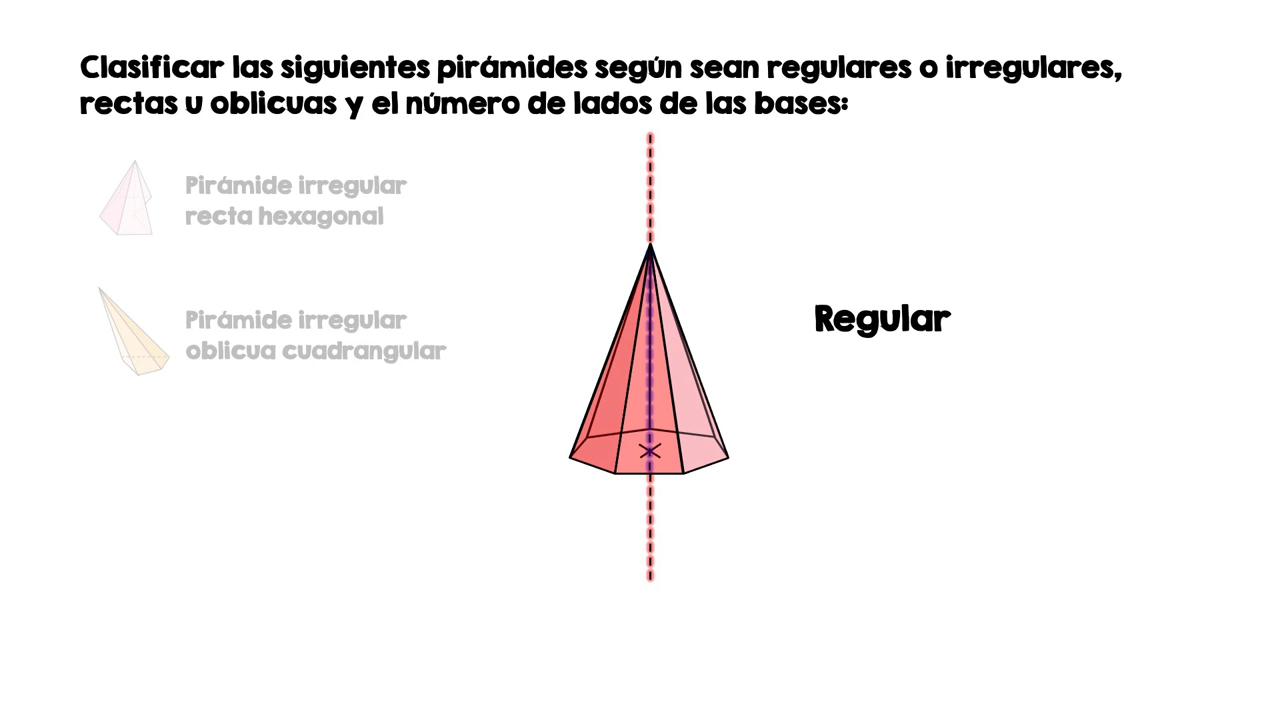 Clasificar las siguientes pirámides según sean regulares o irregulares,
rectas u oblicuas y el número de lados de las bases:
Pirámide irregular
recta hexagonal
Pirámide irregular
oblicua cuadrangular
Regular